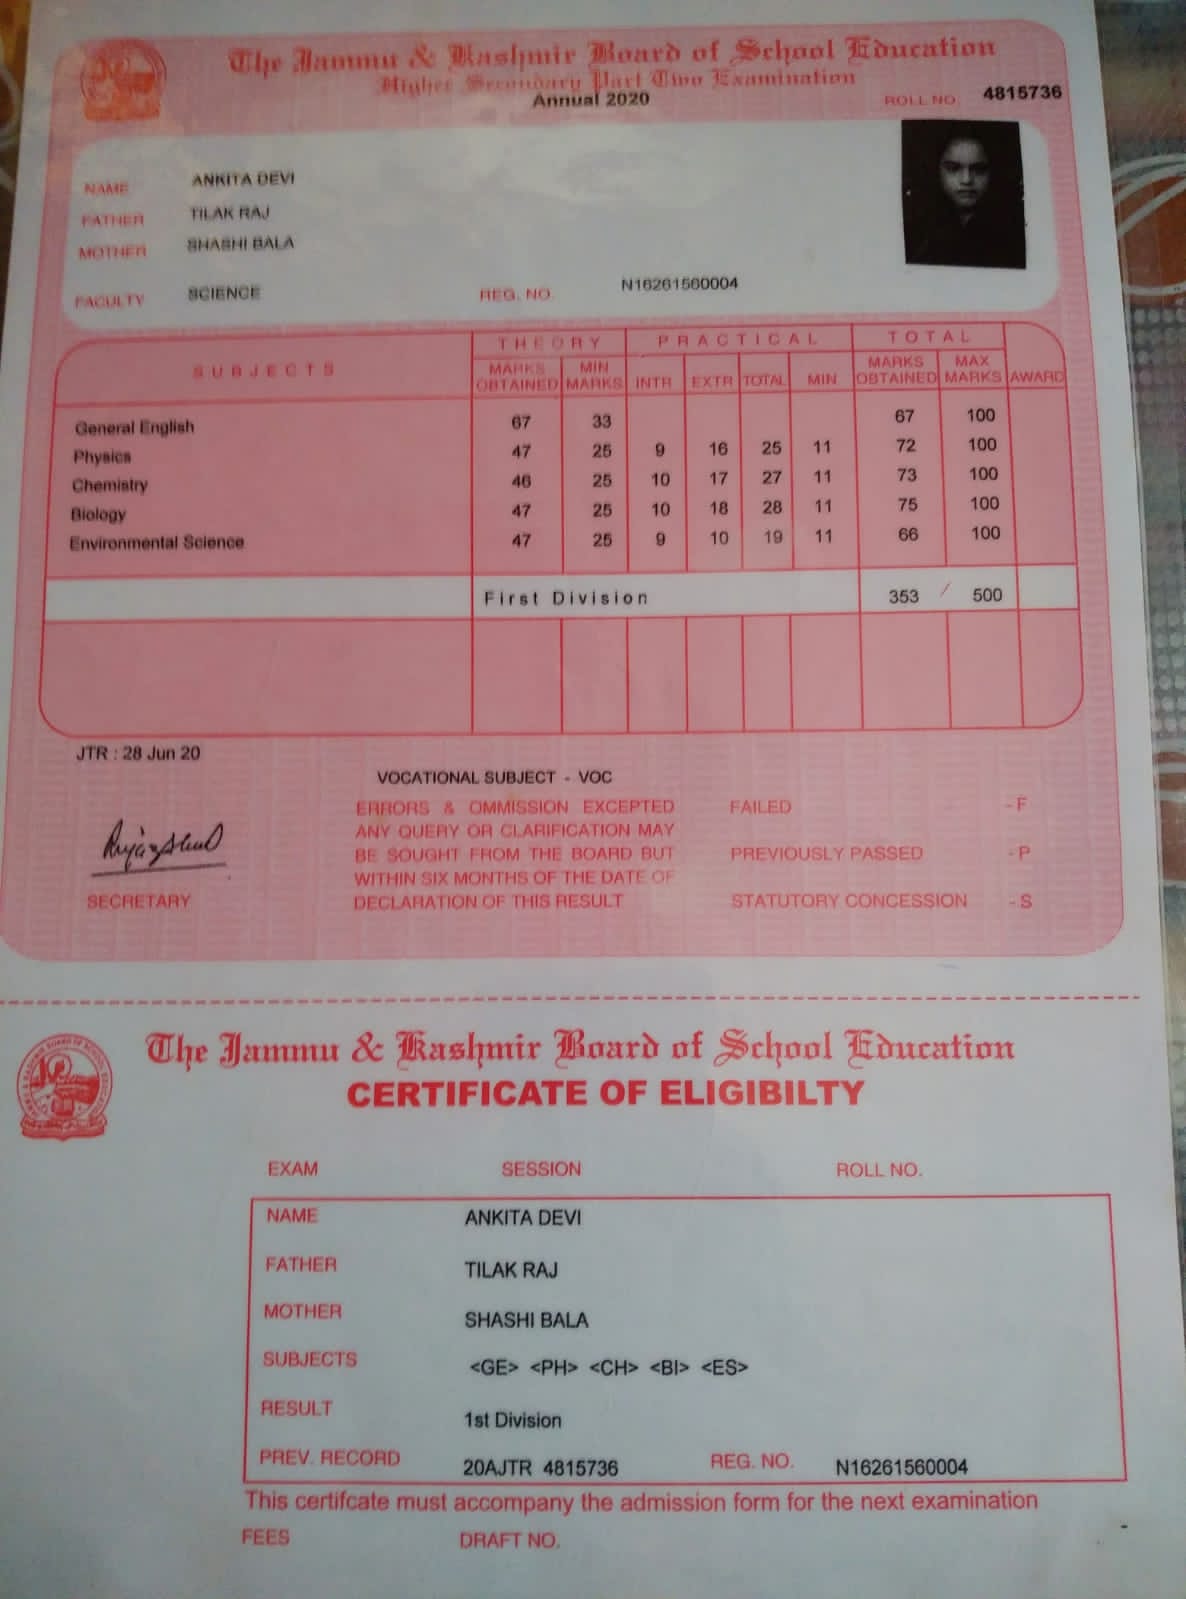 The Jammu & Kashmir Board of School Education
Higher Secondary Part Two Examination
Annual 2020
ROLL NO. 4815736
NAME ANKITA DEVI
FATHER TILAK RAJ
MOTHER SHASHI BALA
FACULTY SCIENCE REG. NO. N16261560004
SUBJECTS THEORY PRACTICAL TOTAL
MARKS OBTAINED MIN MARKS INTR EXTR TOTAL MIN MARKS OBTAINED MAX MARKS AWARD
General English 67 33 67 100
Physics 47 25 9 16 25 11 72 100
Chemistry 46 25 10 17 27 11 73 100
Biology 47 25 10 18 28 11 75 100
Environmental Science 47 25 9 10 19 11 66 100
First Division 353 / 500
JTR : 28 Jun 20
VOCATIONAL SUBJECT - VOC
ERRORS & OMMISSION EXCEPTED FAILED - F
ANY QUERY OR CLARIFICATION MAY
BE SOUGHT FROM THE BOARD BUT PREVIOUSLY PASSED - P
WITHIN SIX MONTHS OF THE DATE OF
SECRETARY DECLARATION OF THIS RESULT STATUTORY CONCESSION - S
The Jammu & Kashmir Board of School Education
CERTIFICATE OF ELIGIBILTY
EXAM SESSION ROLL NO.
NAME ANKITA DEVI
FATHER TILAK RAJ
MOTHER SHASHI BALA
SUBJECTS <GE> <PH> <CH> <BI> <ES>
RESULT 1st Division
PREV. RECORD 20AJTR 4815736 REG. NO. N16261560004
This certifcate must accompany the admission form for the next examination
FEES DRAFT NO.